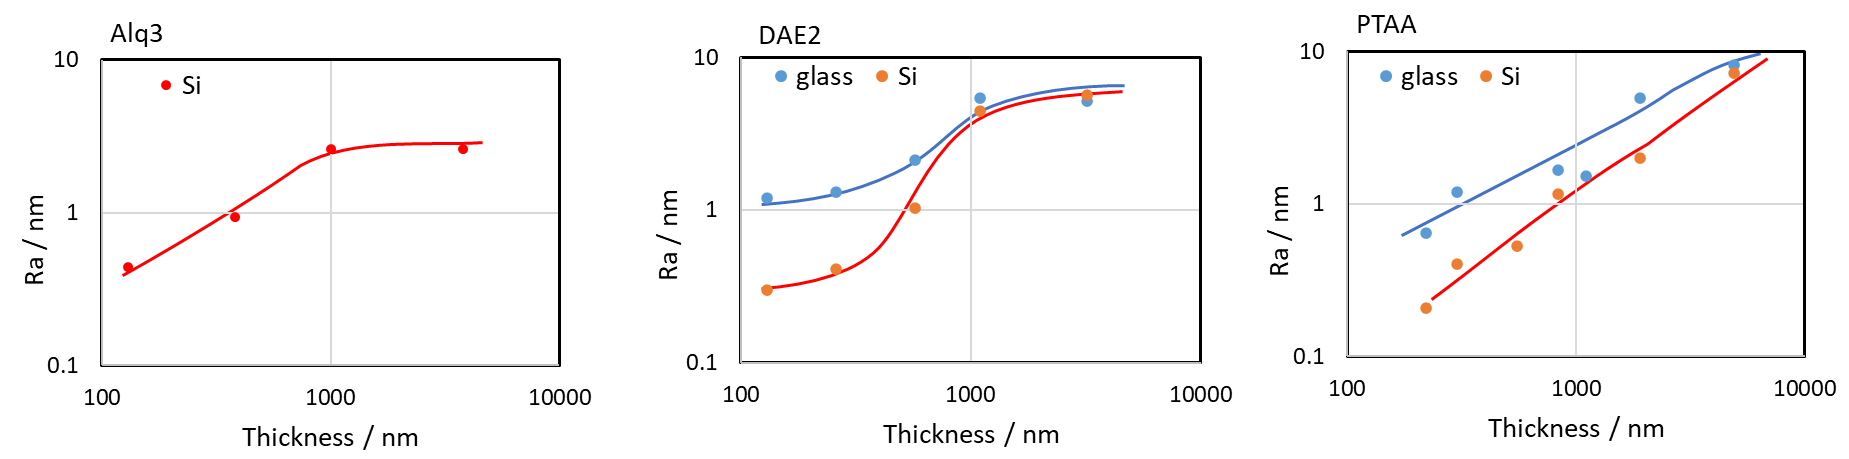 Alq3
Si
10
1
0.1
100 1000 10000
Ra / nm
Thickness / nm
DAE2
glass Si
10
1
0.1
100 1000 10000
Ra / nm
Thickness / nm
PTAA
glass Si
10
1
0.1
100 1000 10000
Ra / nm
Thickness / nm